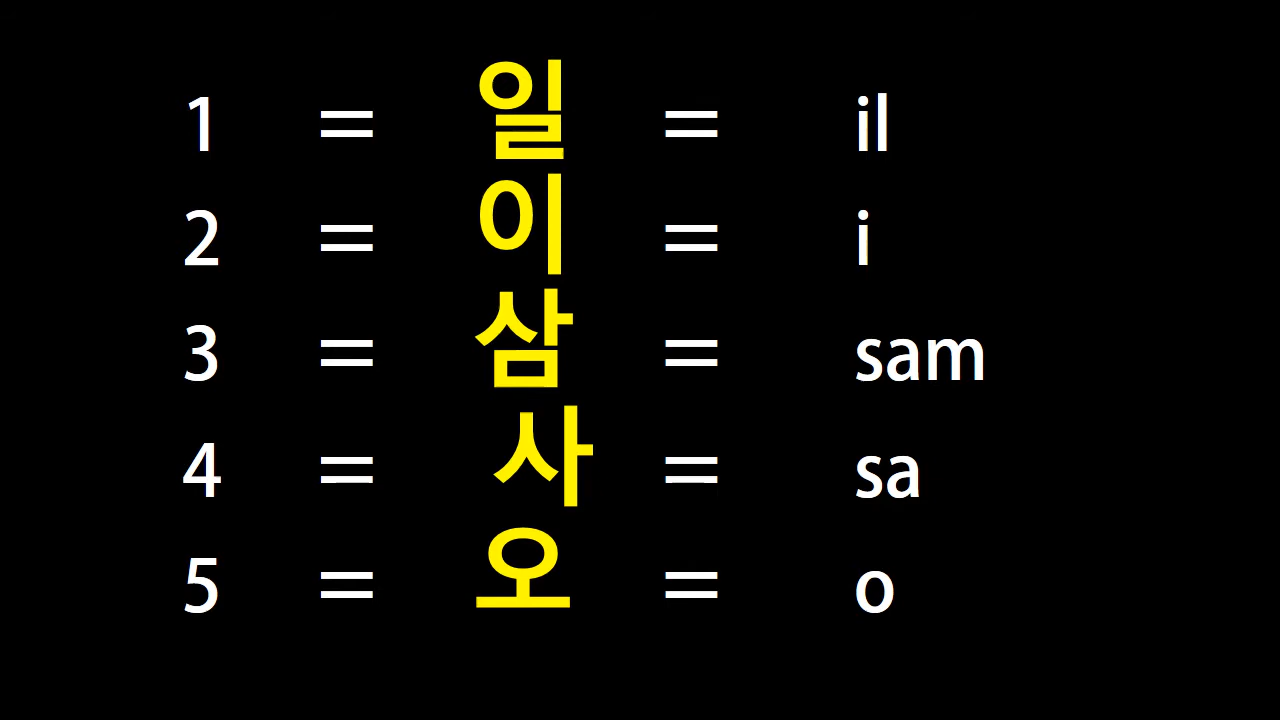 1 = 일 = il
2 = 이 = i
3 = 삼 = sam
4 = 사 = sa
5 = 오 = o